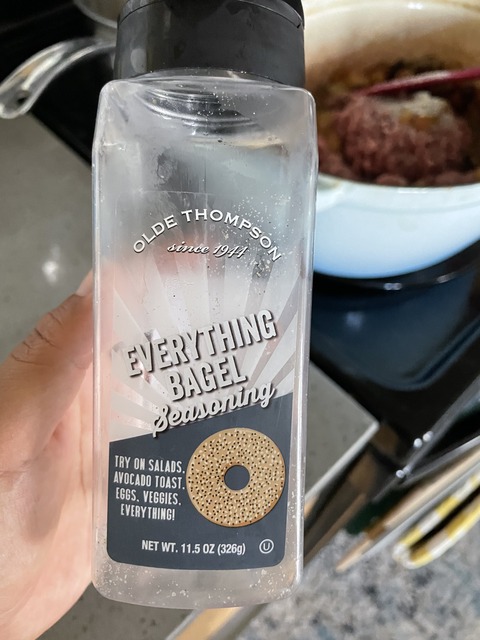 OLDE THOMPSON
since 1944
EVERYTHING
BAGEL
Seasoning
TRY ON SALADS,
AVOCADO TOAST,
EGGS, VEGGIES,
EVERYTHING!
NET WT. 11.5 OZ (326g) U